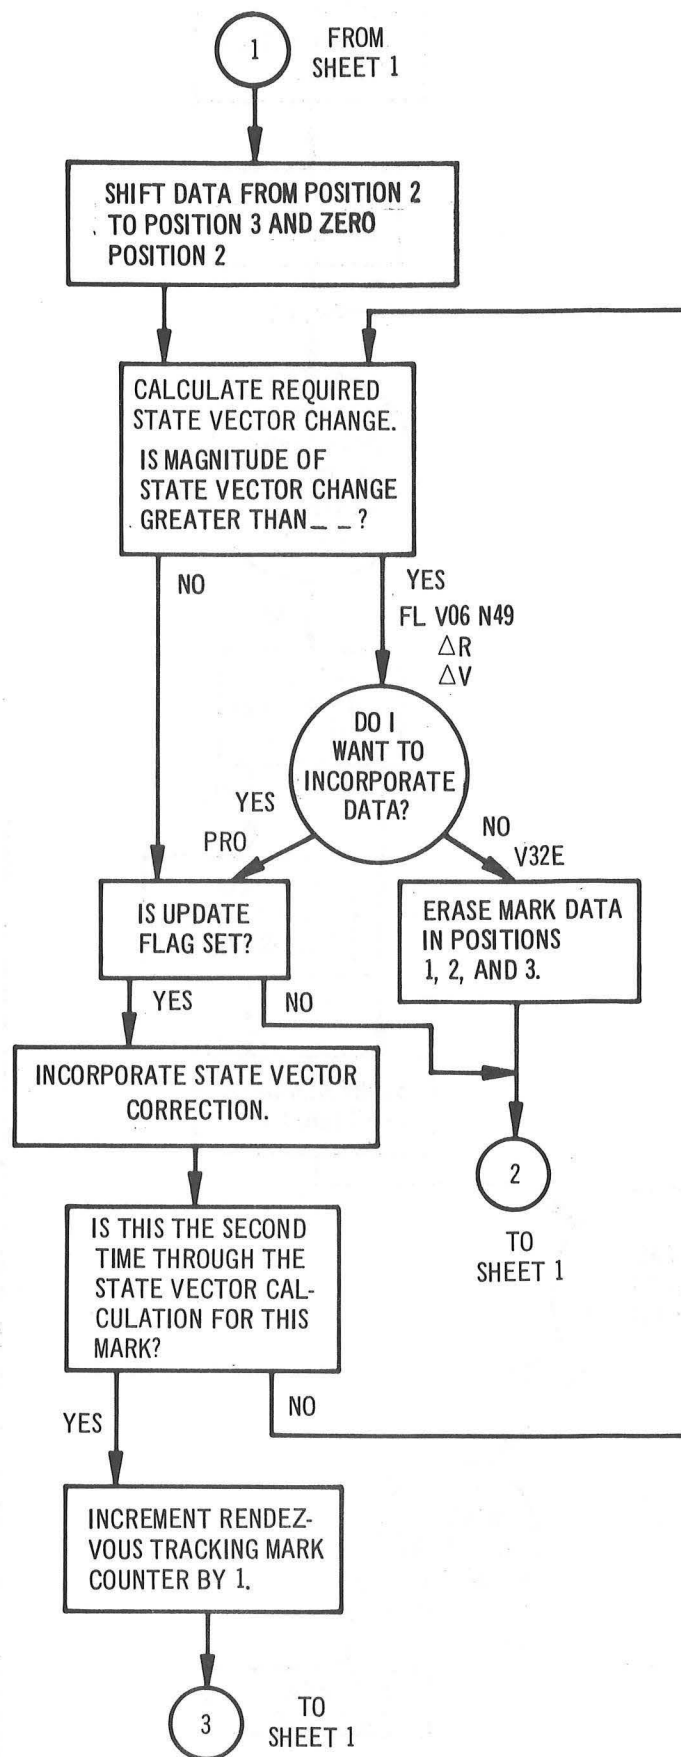 1
FROM
SHEET 1
SHIFT DATA FROM POSITION 2
TO POSITION 3 AND ZERO
POSITION 2
CALCULATE REQUIRED
STATE VECTOR CHANGE.
IS MAGNITUDE OF
STATE VECTOR CHANGE
GREATER THAN _ _ ?
NO
YES
FL V06 N49
△R
△V
DO I
WANT TO
INCORPORATE
DATA?
YES
PRO
NO
V32E
IS UPDATE
FLAG SET?
ERASE MARK DATA
IN POSITIONS
1, 2, AND 3.
YES
NO
INCORPORATE STATE VECTOR
CORRECTION.
2
TO
SHEET 1
IS THIS THE SECOND
TIME THROUGH THE
STATE VECTOR CAL-
CULATION FOR THIS
MARK?
YES
NO
INCREMENT RENDEZ-
VOUS TRACKING MARK
COUNTER BY 1.
3
TO
SHEET 1